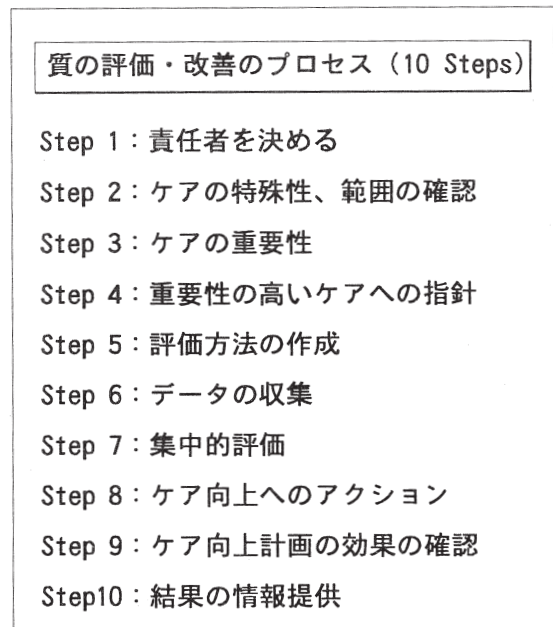 質の評価・改善のプロセス（10 Steps）
Step 1：責任者を決める
Step 2：ケアの特殊性、範囲の確認
Step 3：ケアの重要性
Step 4：重要性の高いケアへの指針
Step 5：評価方法の作成
Step 6：データの収集
Step 7：集中的評価
Step 8：ケア向上へのアクション
Step 9：ケア向上計画の効果の確認
Step10：結果の情報提供